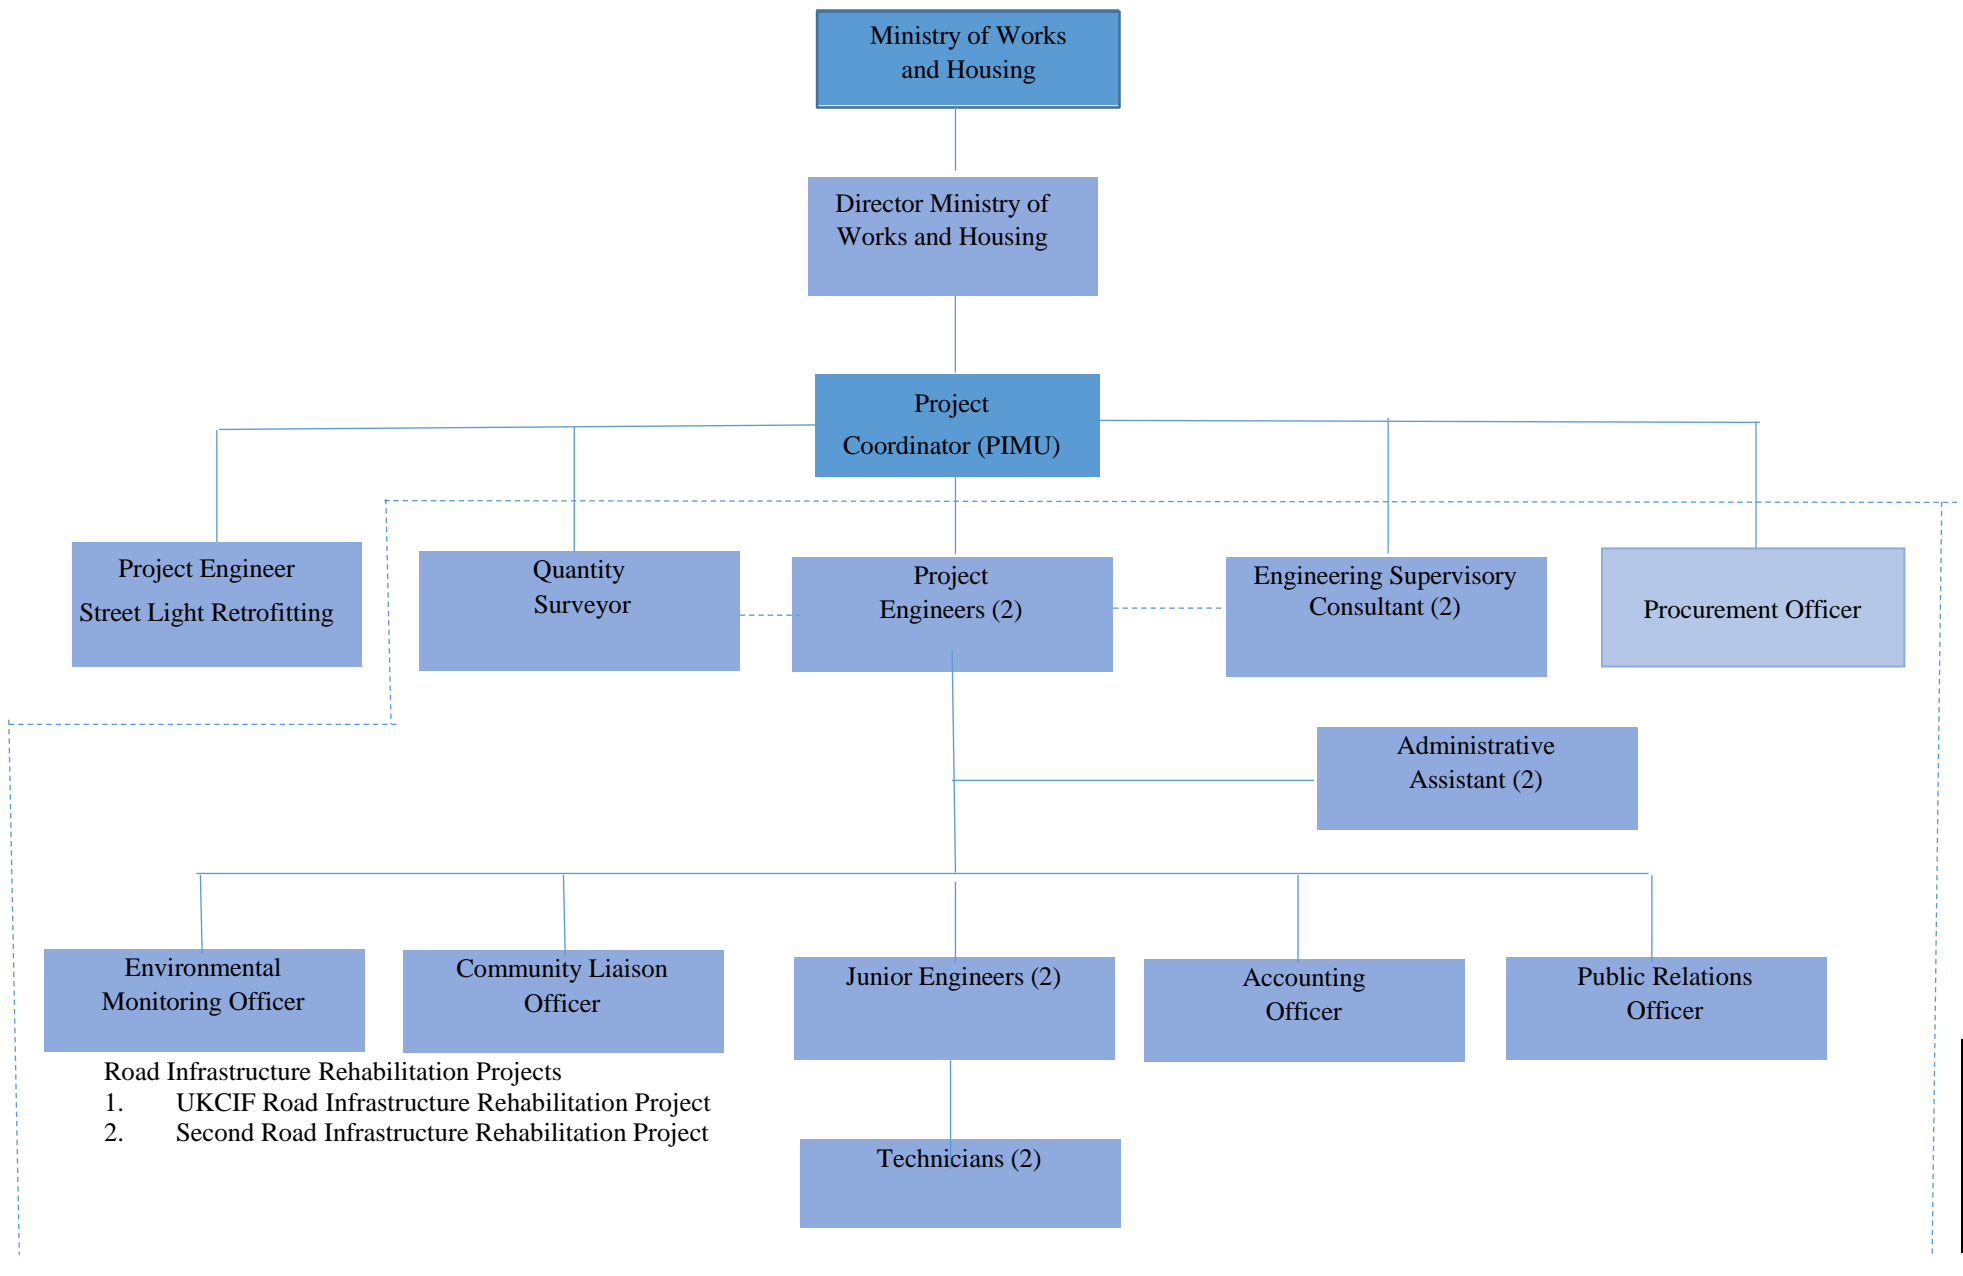 Ministry of Works
and Housing
Director Ministry of
Works and Housing
Project
Coordinator (PIMU)
Project Engineer
Street Light Retrofitting
Quantity
Surveyor
Project
Engineers (2)
Engineering Supervisory
Consultant (2)
Procurement Officer
Administrative
Assistant (2)
Environmental
Monitoring Officer
Community Liaison
Officer
Junior Engineers (2)
Accounting
Officer
Public Relations
Officer
Road Infrastructure Rehabilitation Projects
1. UKCIF Road Infrastructure Rehabilitation Project
2. Second Road Infrastructure Rehabilitation Project
Technicians (2)